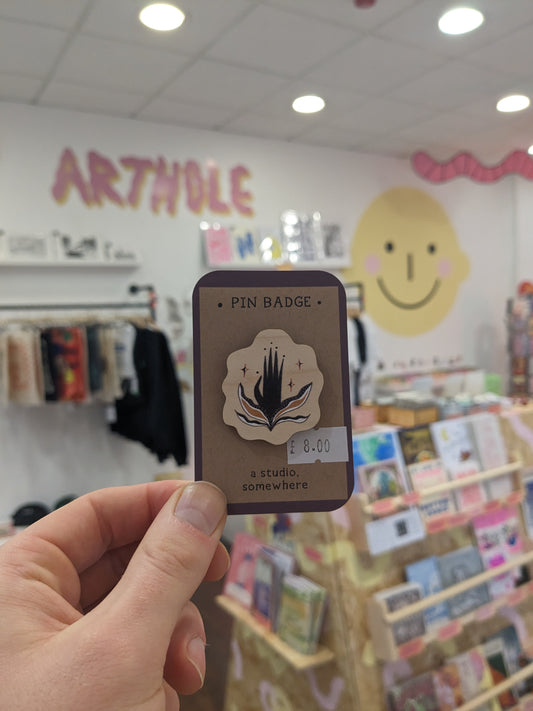 ARTHOLE
• PIN BADGE •
£ 8.00
a studio,
somewhere